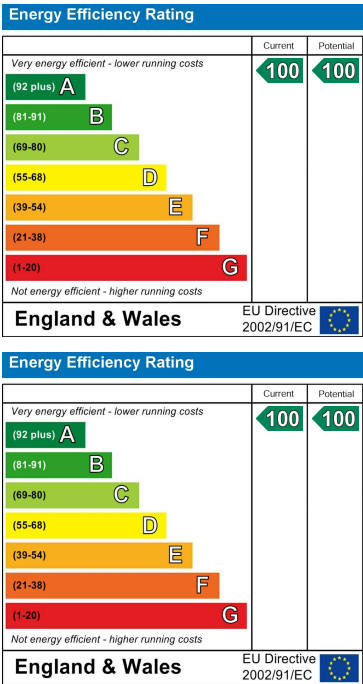 Energy Efficiency Rating
Current Potential
Very energy efficient - lower running costs
100 100
(92 plus) A
(81-91) B
(69-80) C
(55-68) D
(39-54) E
(21-38) F
(1-20) G
Not energy efficient - higher running costs
England & Wales
EU Directive
2002/91/EC
Energy Efficiency Rating
Current Potential
Very energy efficient - lower running costs
100 100
(92 plus) A
(81-91) B
(69-80) C
(55-68) D
(39-54) E
(21-38) F
(1-20) G
Not energy efficient - higher running costs
England & Wales
EU Directive
2002/91/EC